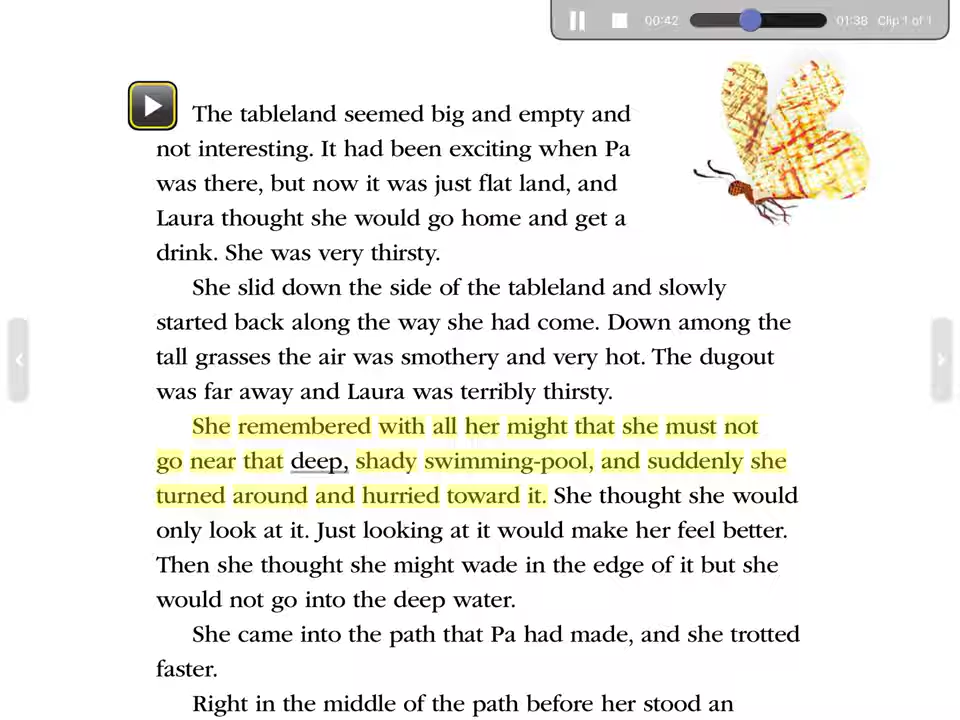 00:42 01:38 Clip 1 of 1
The tableland seemed big and empty and
not interesting. It had been exciting when Pa
was there, but now it was just flat land, and
Laura thought she would go home and get a
drink. She was very thirsty.
She slid down the side of the tableland and slowly
started back along the way she had come. Down among the
tall grasses the air was smothery and very hot. The dugout
was far away and Laura was terribly thirsty.
She remembered with all her might that she must not
go near that deep, shady swimming-pool, and suddenly she
turned around and hurried toward it. She thought she would
only look at it. Just looking at it would make her feel better.
Then she thought she might wade in the edge of it but she
would not go into the deep water.
She came into the path that Pa had made, and she trotted
faster.
Right in the middle of the path before her stood an